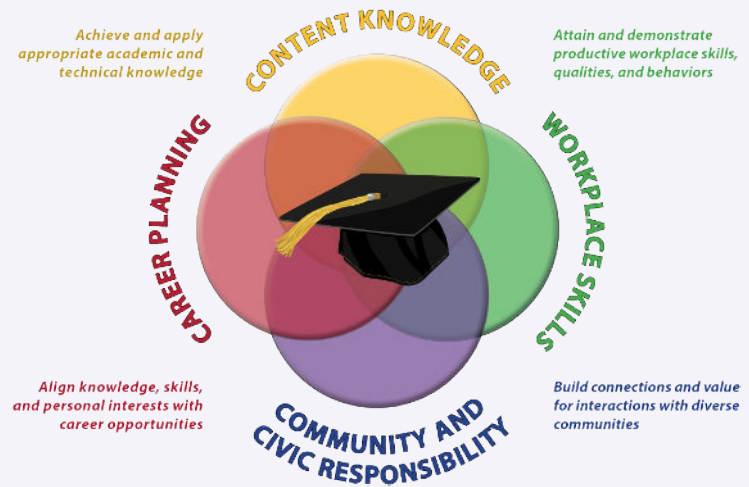 Achieve and apply
appropriate academic and
technical knowledge
CONTENT KNOWLEDGE
Attain and demonstrate
productive workplace skills,
qualities, and behaviors
CAREER PLANNING
WORKPLACE SKILLS
Align knowledge, skills,
and personal interests with
career opportunities
COMMUNITY AND
CIVIC RESPONSIBILITY
Build connections and value
for interactions with diverse
communities